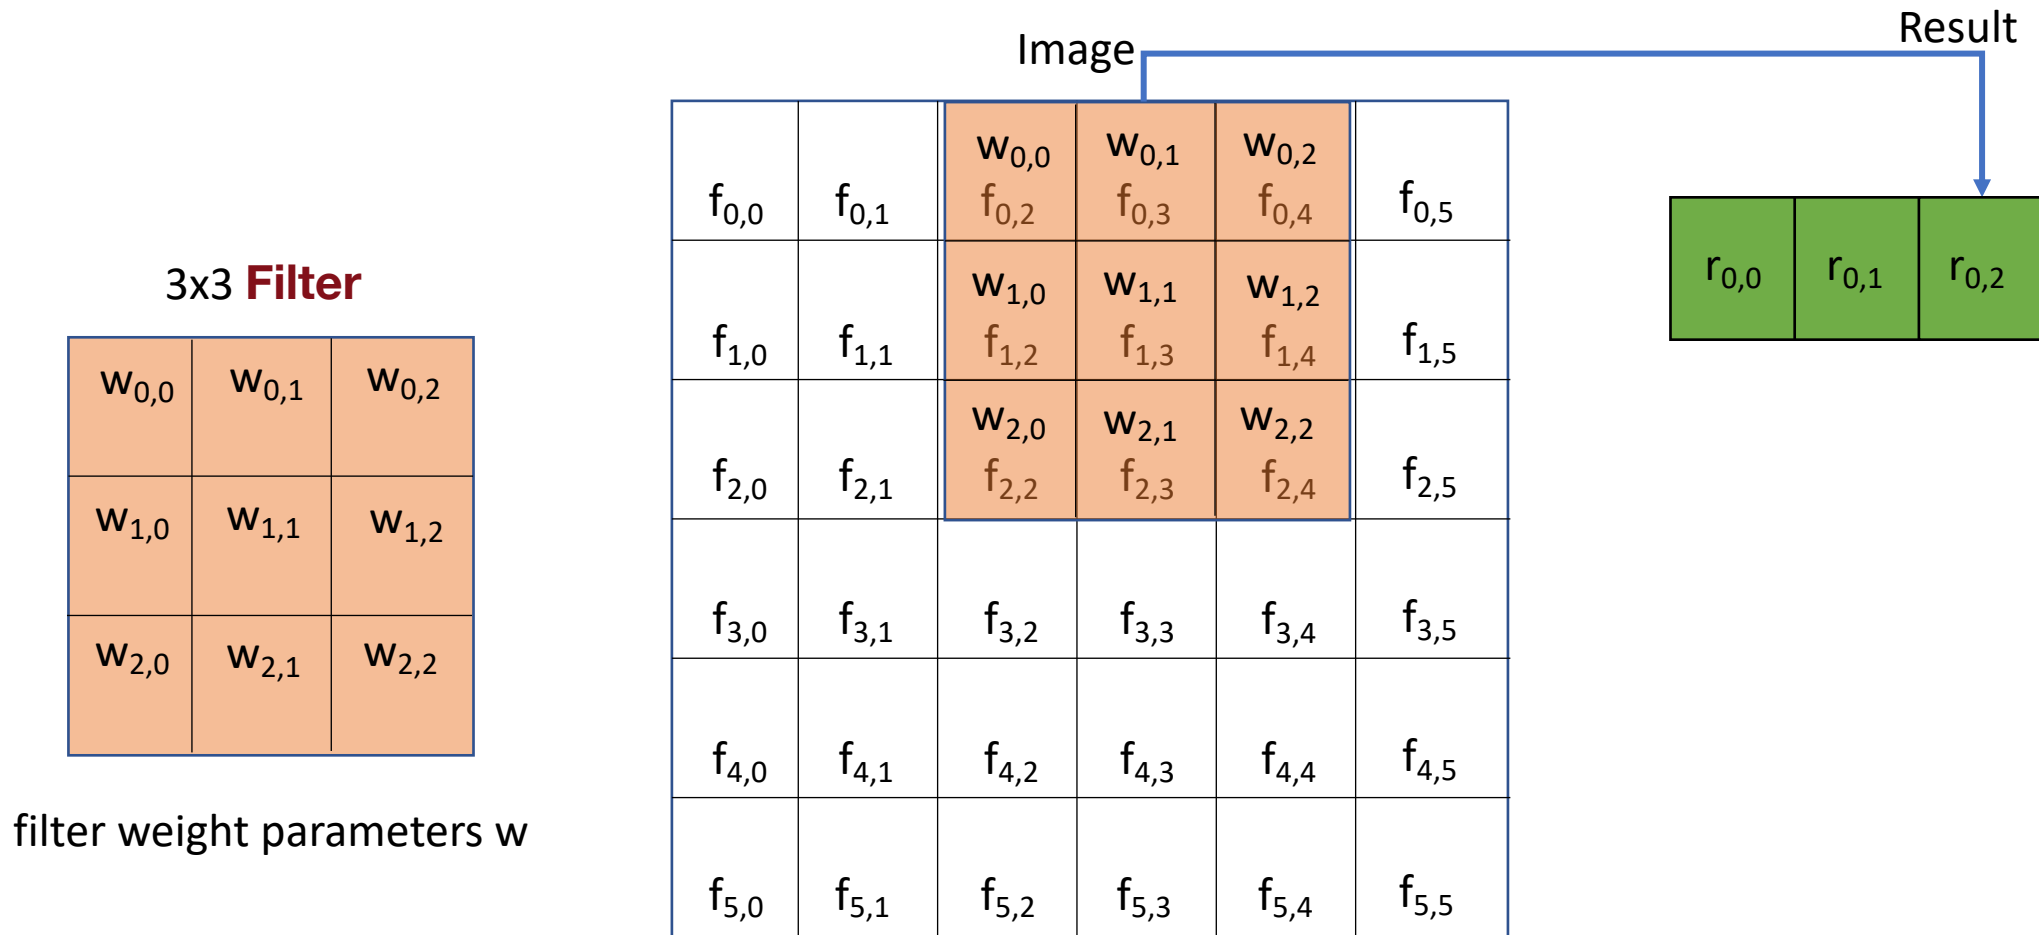 Image
Result
3x3 Filter
w0,0 w0,1 w0,2
w1,0 w1,1 w1,2
w2,0 w2,1 w2,2
filter weight parameters w
w0,0 w0,1 w0,2
f0,0 f0,1 f0,2 f0,3 f0,4 f0,5
w1,0 w1,1 w1,2
f1,0 f1,1 f1,2 f1,3 f1,4 f1,5
w2,0 w2,1 w2,2
f2,0 f2,1 f2,2 f2,3 f2,4 f2,5
f3,0 f3,1 f3,2 f3,3 f3,4 f3,5
f4,0 f4,1 f4,2 f4,3 f4,4 f4,5
f5,0 f5,1 f5,2 f5,3 f5,4 f5,5
r0,0 r0,1 r0,2